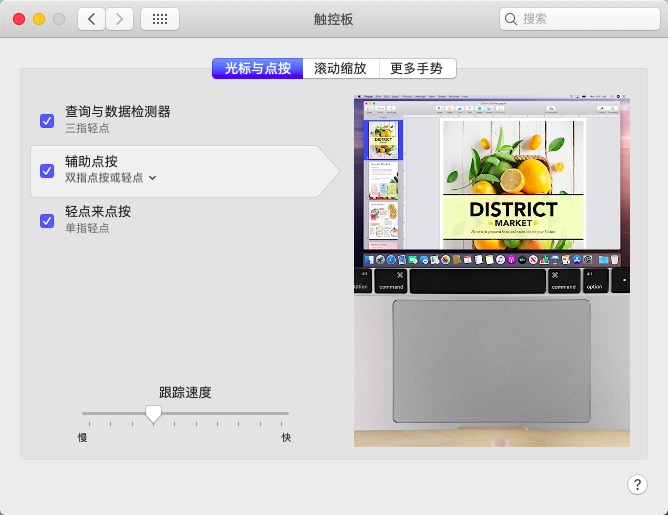 触控板
搜索
光标与点按
滚动缩放
更多手势
查询与数据检测器
三指轻点
辅助点按
双指点按或轻点
轻点来点按
单指轻点
跟踪速度
慢
快
DISTRICT
MARKET
option
⌘
command
⌘
command
option
?